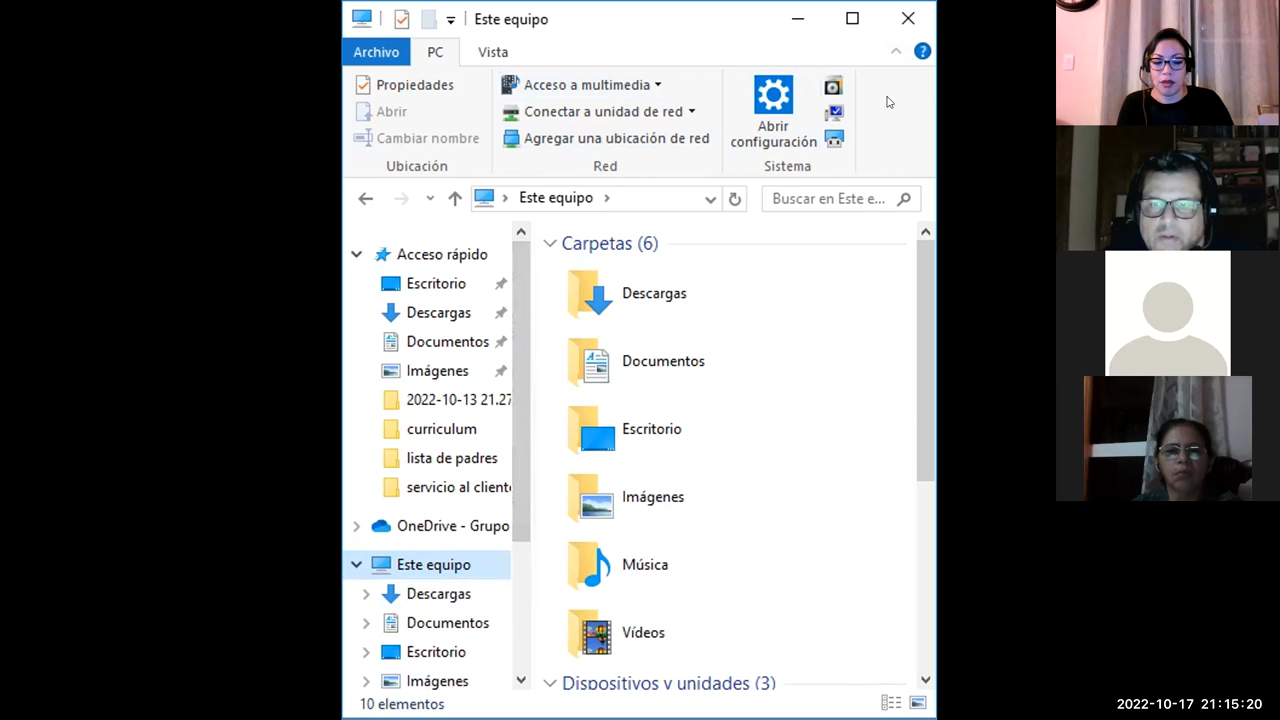 Este equipo
Archivo
PC
Vista
Propiedades
Abrir
Cambiar nombre
Ubicación
Acceso a multimedia
Conectar a unidad de red
Agregar una ubicación de red
Red
Abrir
configuración
Sistema
Este equipo
Buscar en Este e...
Acceso rápido
Escritorio
Descargas
Documentos
Imágenes
2022-10-13 21.27
curriculum
lista de padres
servicio al cliente
OneDrive - Grupo
Este equipo
Descargas
Documentos
Escritorio
Imágenes
Carpetas (6)
Descargas
Documentos
Escritorio
Imágenes
Música
Vídeos
Dispositivos y unidades (3)
10 elementos
2022-10-17 21:15:20